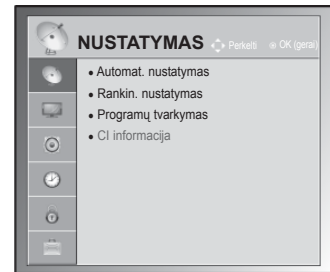 NUSTATYMAS Perkelti OK (gerai)
• Automat. nustatymas
• Rankin. nustatymas
• Programų tvarkymas
• CI informacija